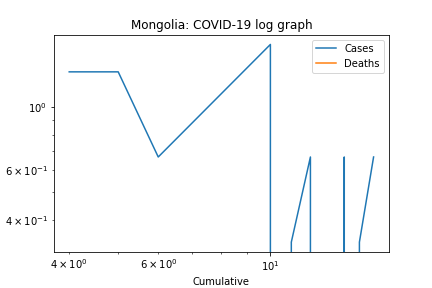 Mongolia: COVID-19 log graph
Cases
Deaths
10⁰
6 × 10⁻¹
4 × 10⁻¹
4 × 10⁰ 6 × 10⁰ 10¹
Cumulative